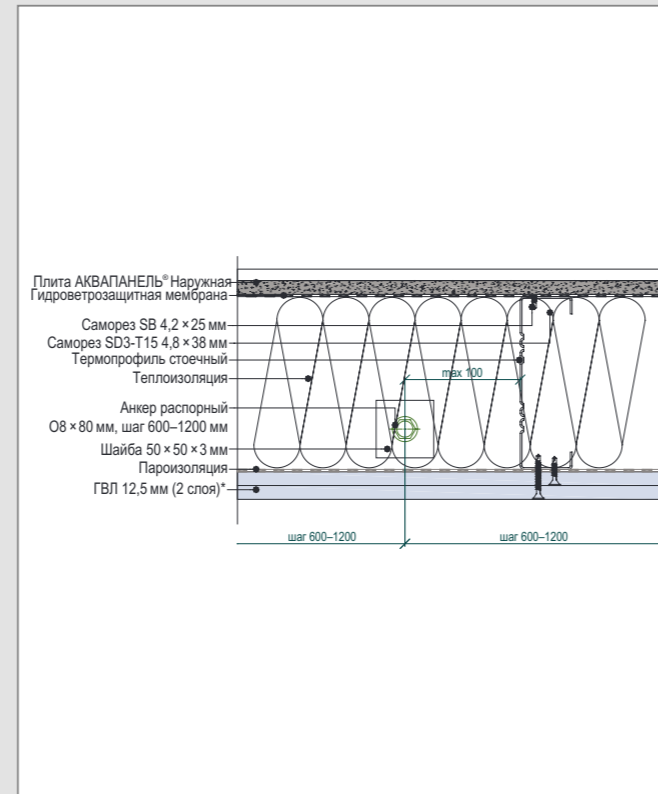 Плита АКВАПАНЕЛЬ® Наружная
Гидроветрозащитная мембрана
Саморез SB 4,2 × 25 мм
Саморез SD3-T15 4,8 × 38 мм
Термопрофиль стоечный
max 100
Теплоизоляция
Анкер распорный
O8 × 80 мм, шаг 600–1200 мм
Шайба 50 × 50 × 3 мм
Пароизоляция
ГВЛ 12,5 мм (2 слоя)*
шаг 600–1200
шаг 600–1200